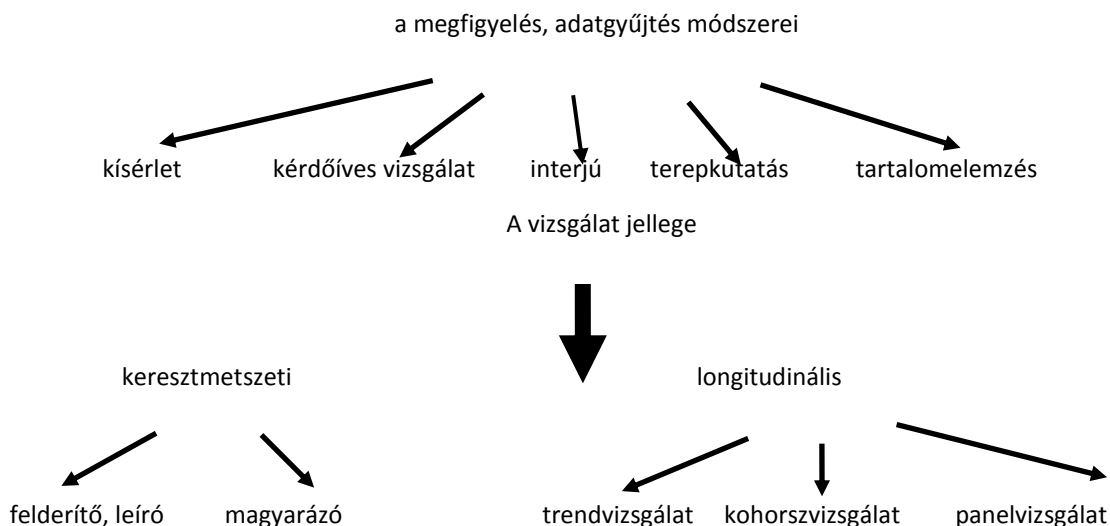 a megfigyelés, adatgyűjtés módszerei
kísérlet kérdőíves vizsgálat interjú terepkutatás tartalomelemzés
A vizsgálat jellege
keresztmetszeti longitudinális
felderítő, leíró magyarázó trendvizsgálat kohorszvizsgálat panelvizsgálat